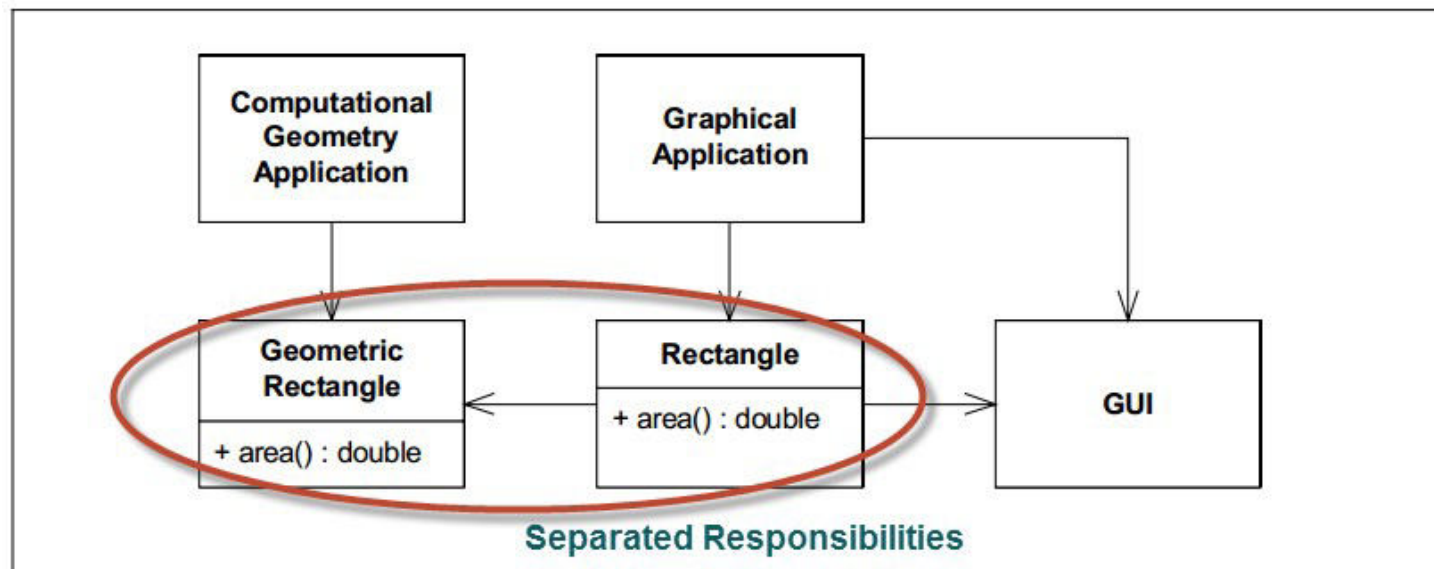 Computational
Geometry
Application
Graphical
Application
Geometric
Rectangle
+ area() : double
Rectangle
+ area() : double
GUI
Separated Responsibilities